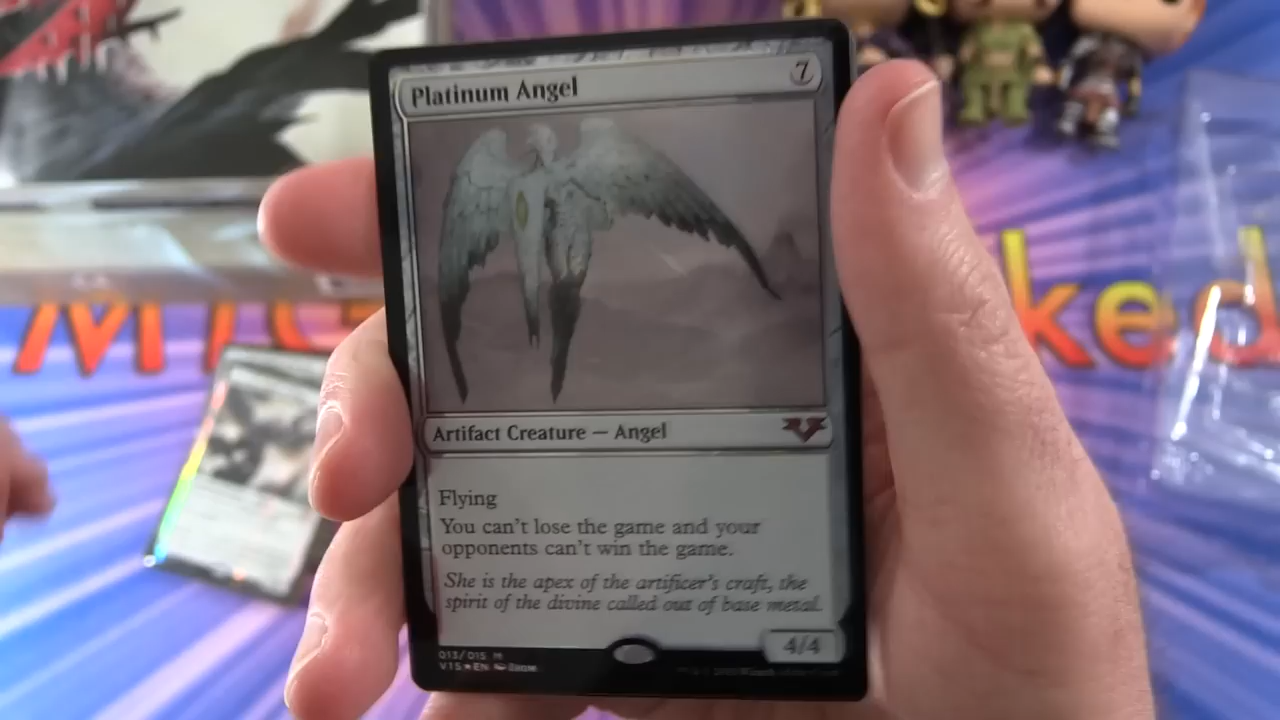 Platinum Angel 7
MTG ked
Artifact Creature — Angel
Flying
You can't lose the game and your
opponents can't win the game.
She is the apex of the artificer's craft, the
spirit of the divine called out of base metal.
4/4
013/015 M
V15★EN